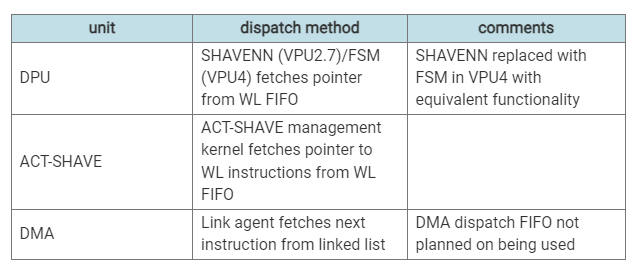 unit dispatch method comments
DPU
SHAVENN (VPU2.7)/FSM
(VPU4) fetches pointer
from WL FIFO
SHAVENN replaced with
FSM in VPU4 with
equivalent functionality
ACT-SHAVE
ACT-SHAVE management
kernel fetches pointer to
WL instructions from WL
FIFO
DMA
Link agent fetches next
instruction from linked list
DMA dispatch FIFO not
planned on being used